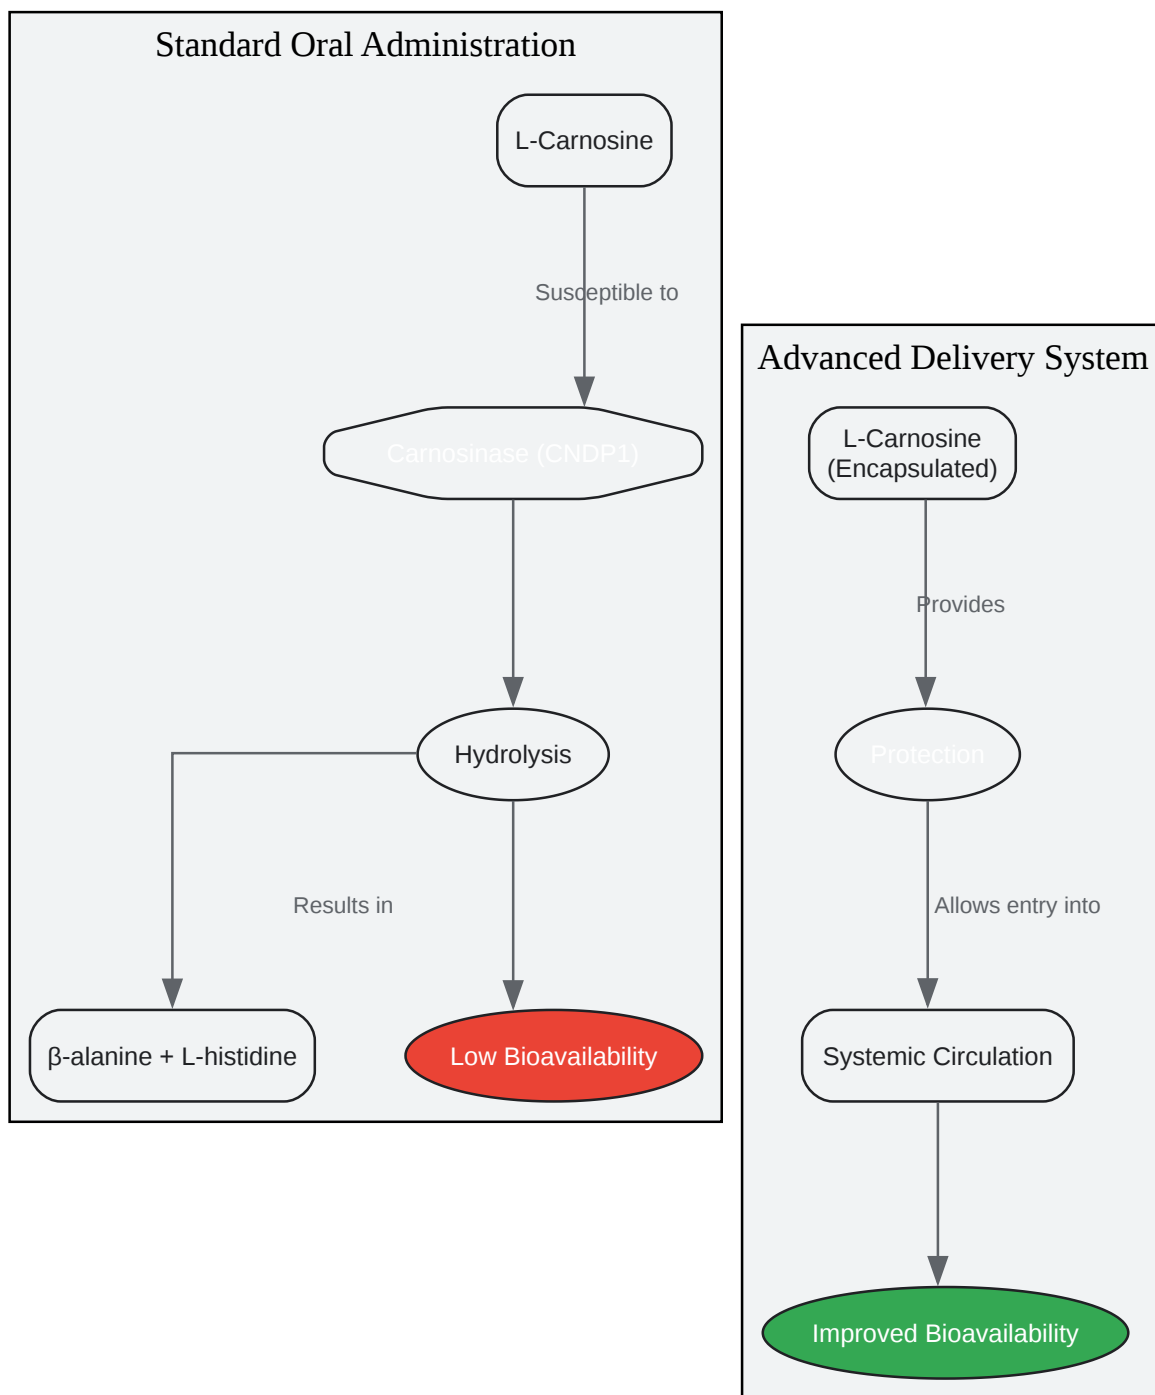 Standard Oral Administration
L-Carnosine
Susceptible to
Carnosinase (CNDP1)
Hydrolysis
Results in
β-alanine + L-histidine
Low Bioavailability
Advanced Delivery System
L-Carnosine
(Encapsulated)
Provides
Protection
Allows entry into
Systemic Circulation
Improved Bioavailability